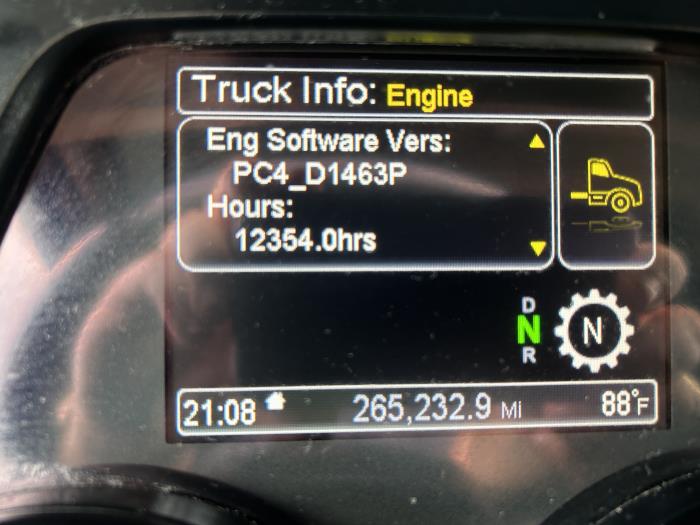 Truck Info: Engine
Eng Software Vers:
PC4_D1463P
Hours:
12354.0hrs
D
N
R
N
21:08 265,232.9 Mi 88°F